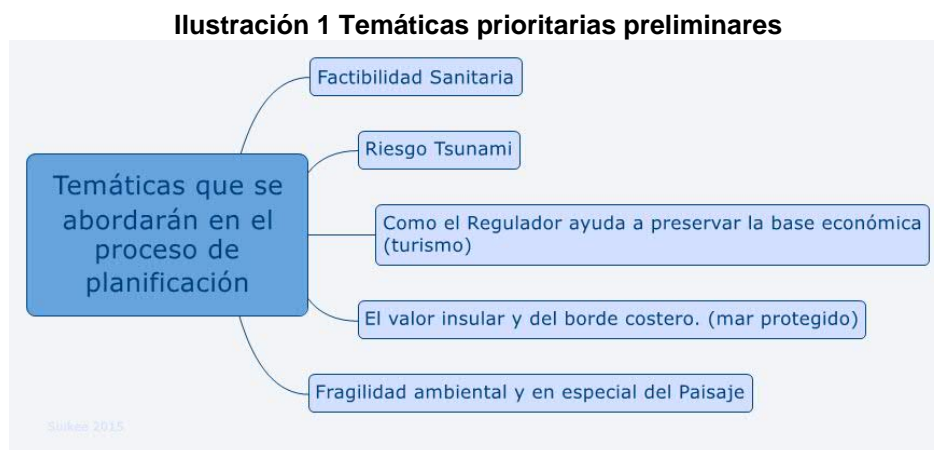 Ilustración 1 Temáticas prioritarias preliminares
Factibilidad Sanitaria
Riesgo Tsunami
Temáticas que se
abordarán en el
proceso de
planificación
Como el Regulador ayuda a preservar la base económica
(turismo)
El valor insular y del borde costero. (mar protegido)
Fragilidad ambiental y en especial del Paisaje
2015